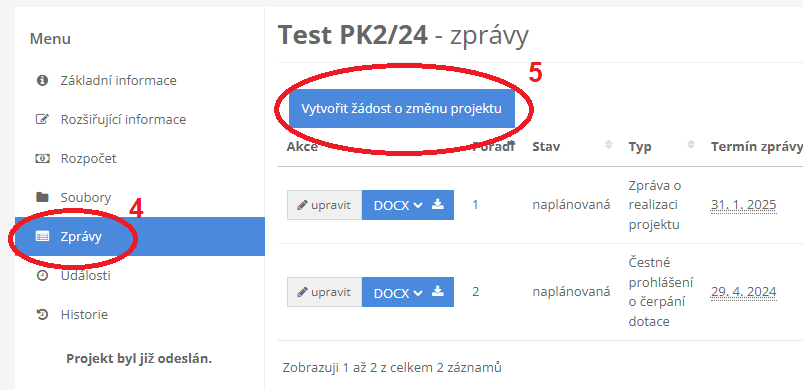 Menu
Základní informace
Rozšiřující informace
Rozpočet
Soubory
4
Zprávy
Události
Historie
Projekt byl již odeslán.
Test PK2/24 - zprávy
5
Vytvořit žádost o změnu projektu
Akce Pořadí Stav Typ Termín zprávy
upravit DOCX 1 naplánovaná Zpráva o
realizaci
projektu 31. 1. 2025
upravit DOCX 2 naplánovaná Čestné
prohlášení
o čerpání
dotace 29. 4. 2024
Zobrazuji 1 až 2 z celkem 2 záznamů